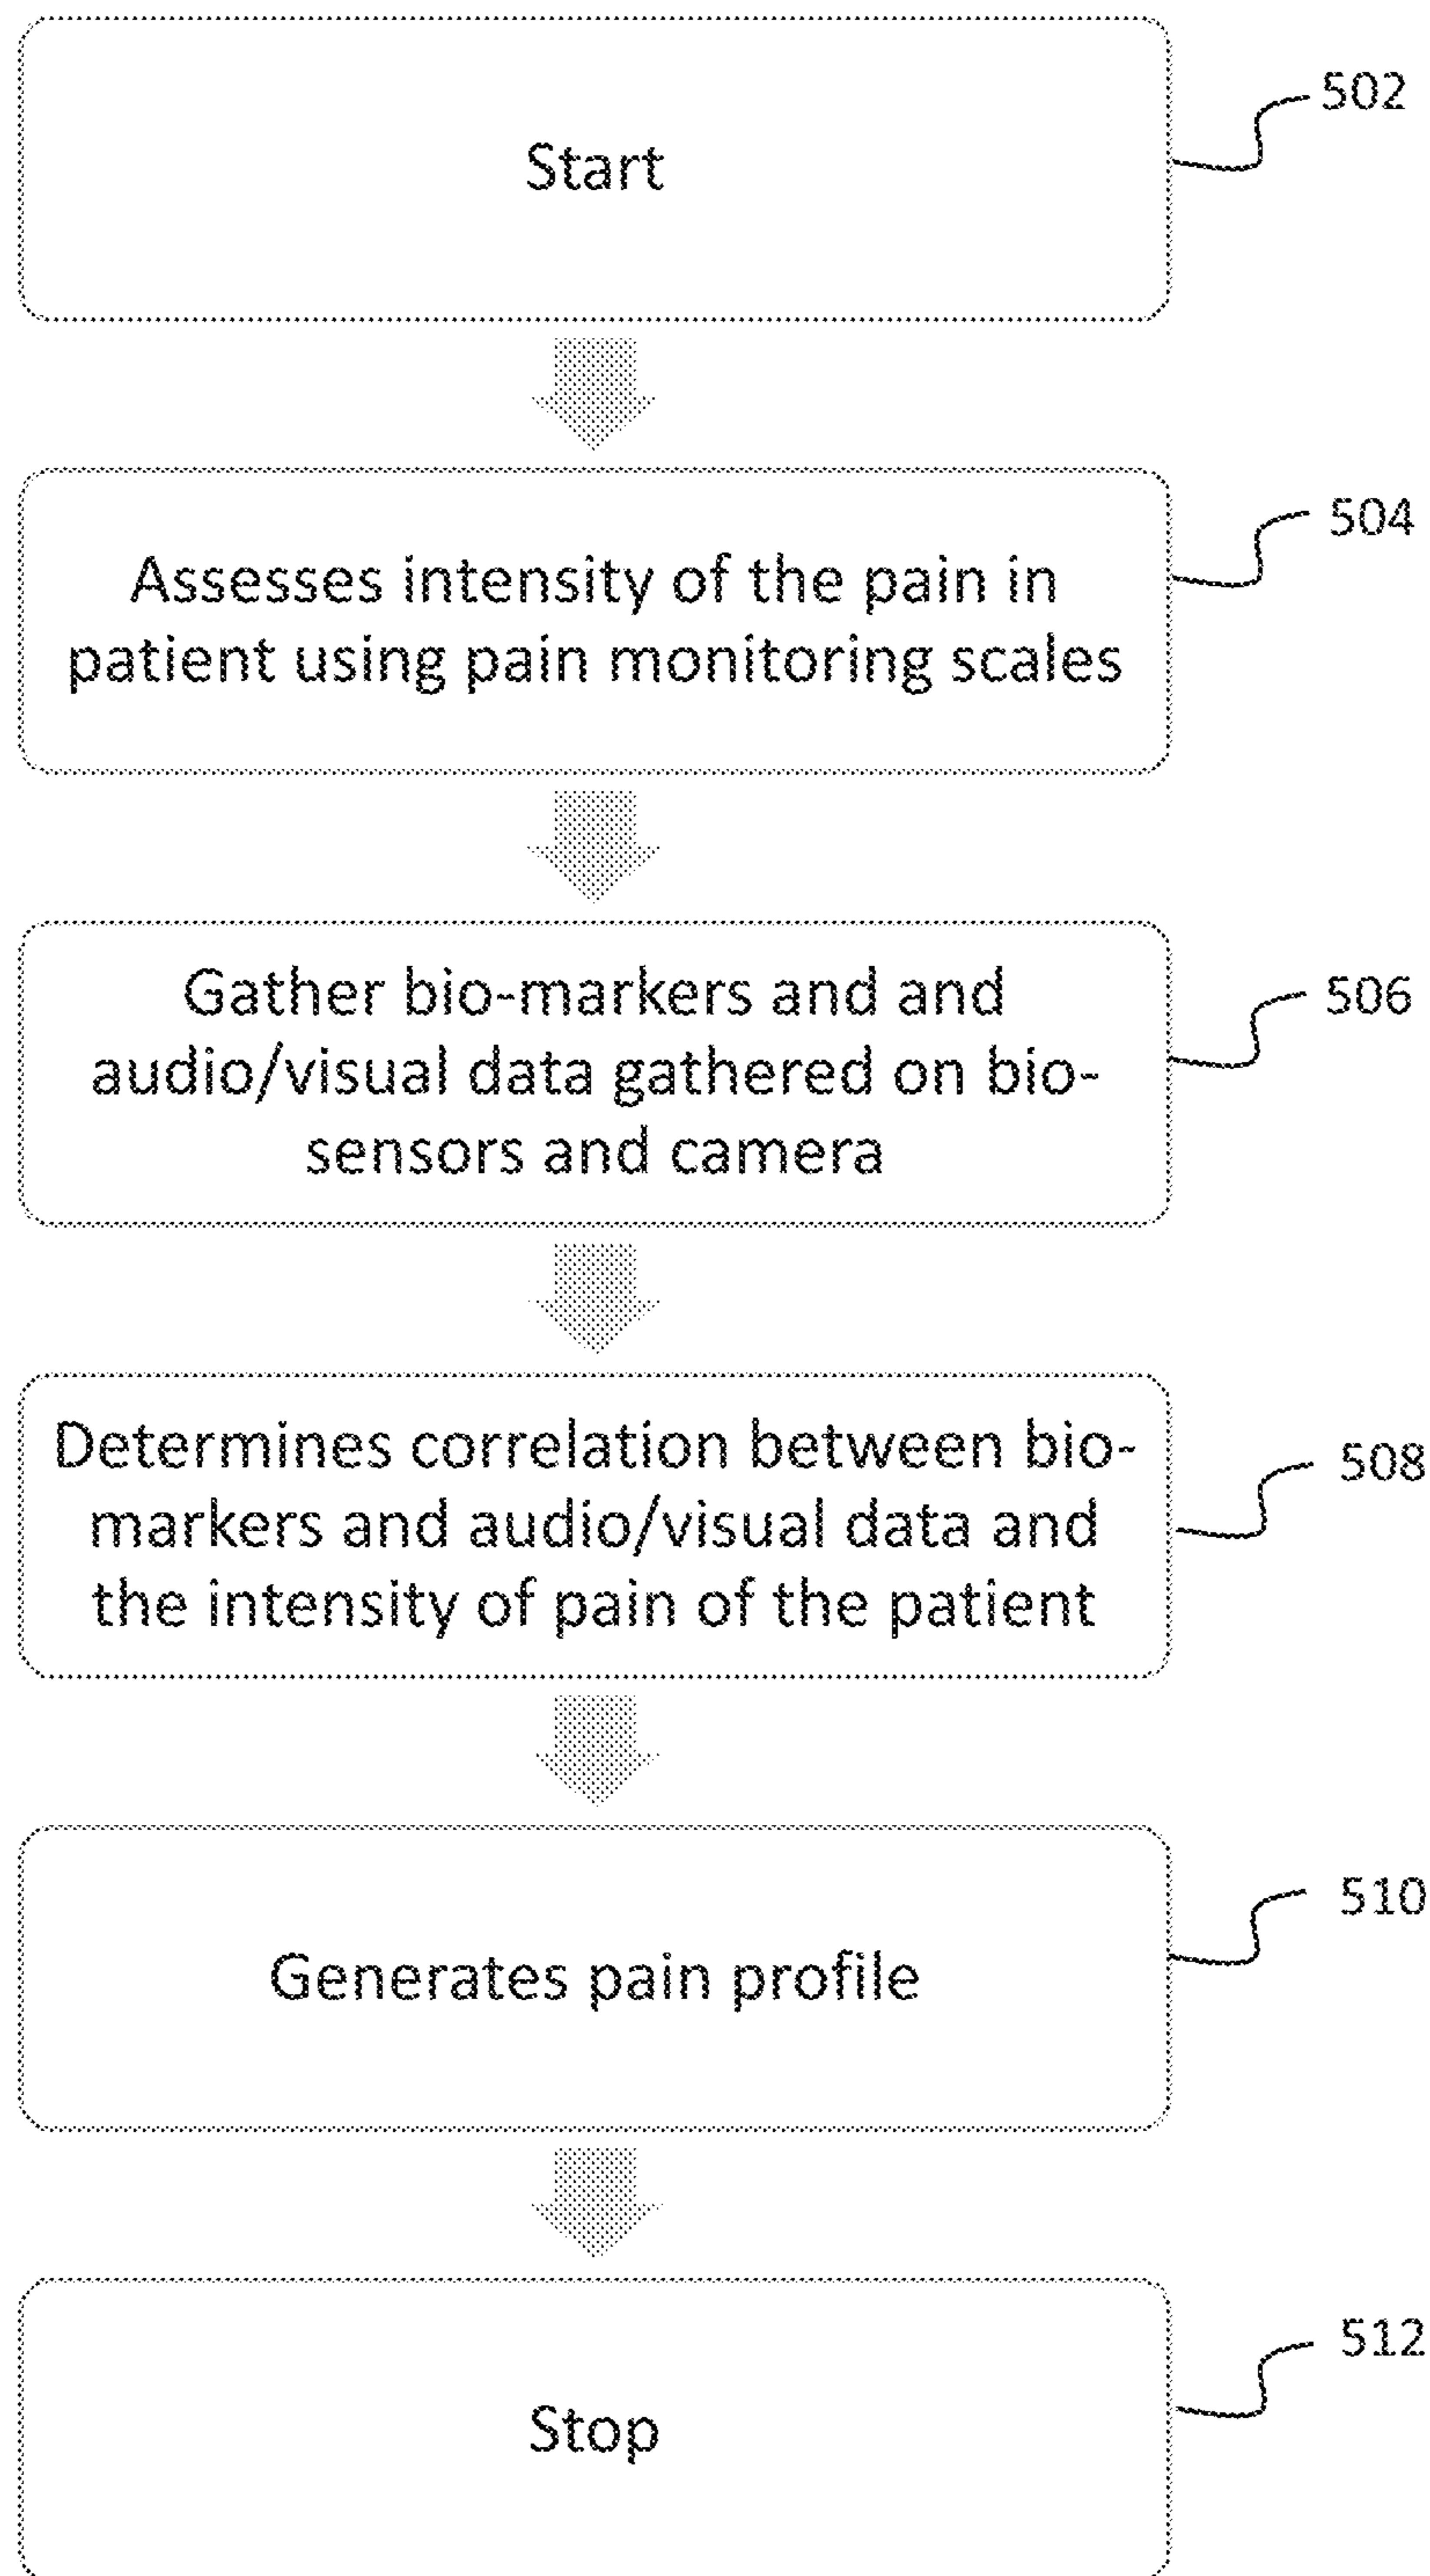 502
Start
504
Assesses intensity of the pain in
patient using pain monitoring scales
506
Gather bio-markers and and
audio/visual data gathered on bio-
sensors and camera
508
Determines correlation between bio-
markers and audio/visual data and
the intensity of pain of the patient
510
Generates pain profile
512
Stop